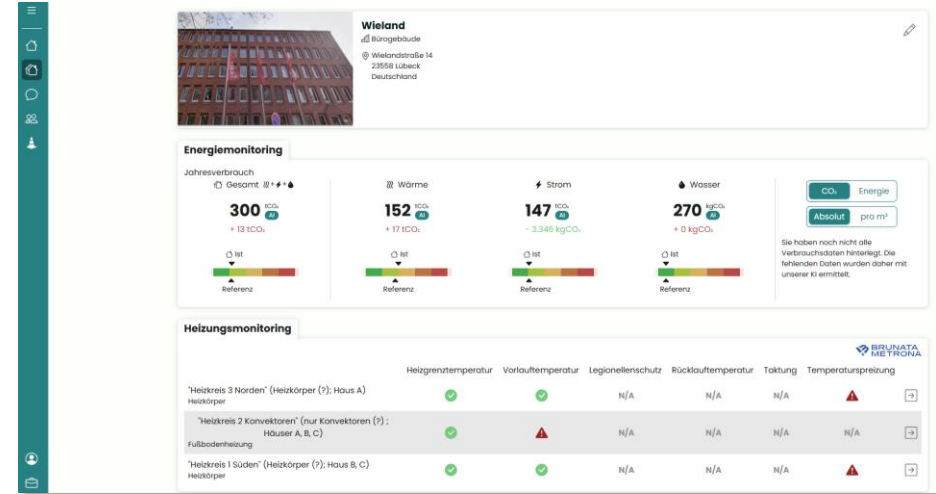 Wieland
Bürogebäude
Wielandstraße 14
23558 Lübeck
Deutschland
Energiemonitoring
Jahresverbrauch
Gesamt + +
Wärme
Strom
Wasser
300 tCO₂ AI
152 tCO₂ AI
147 tCO₂ AI
270 kgCO₂ AI
+ 13 tCO₂
+ 17 tCO₂
- 3.346 kgCO₂
+ 0 kgCO₂
Ist
Ist
Ist
Ist
Referenz
Referenz
Referenz
Referenz
CO₂ Energie
Absolut pro m²
Sie haben noch nicht alle
Verbrauchsdaten hinterlegt. Die
fehlenden Daten wurden daher mit
unserer KI ermittelt.
Heizungsmonitoring
BRUNATA
METRONA
Heizgrenztemperatur Vorlauftemperatur Legionellenschutz Rücklauftemperatur Taktung Temperaturspreizung
"Heizkreis 3 Norden" (Heizkörper (?); Haus A)
Heizkörper
N/A N/A N/A
"Heizkreis 2 Konvektoren" (nur Konvektoren (?) ;
Häuser A, B, C)
Fußbodenheizung
N/A N/A N/A N/A
"Heizkreis 1 Süden" (Heizkörper (?); Haus B, C)
Heizkörper
N/A N/A N/A